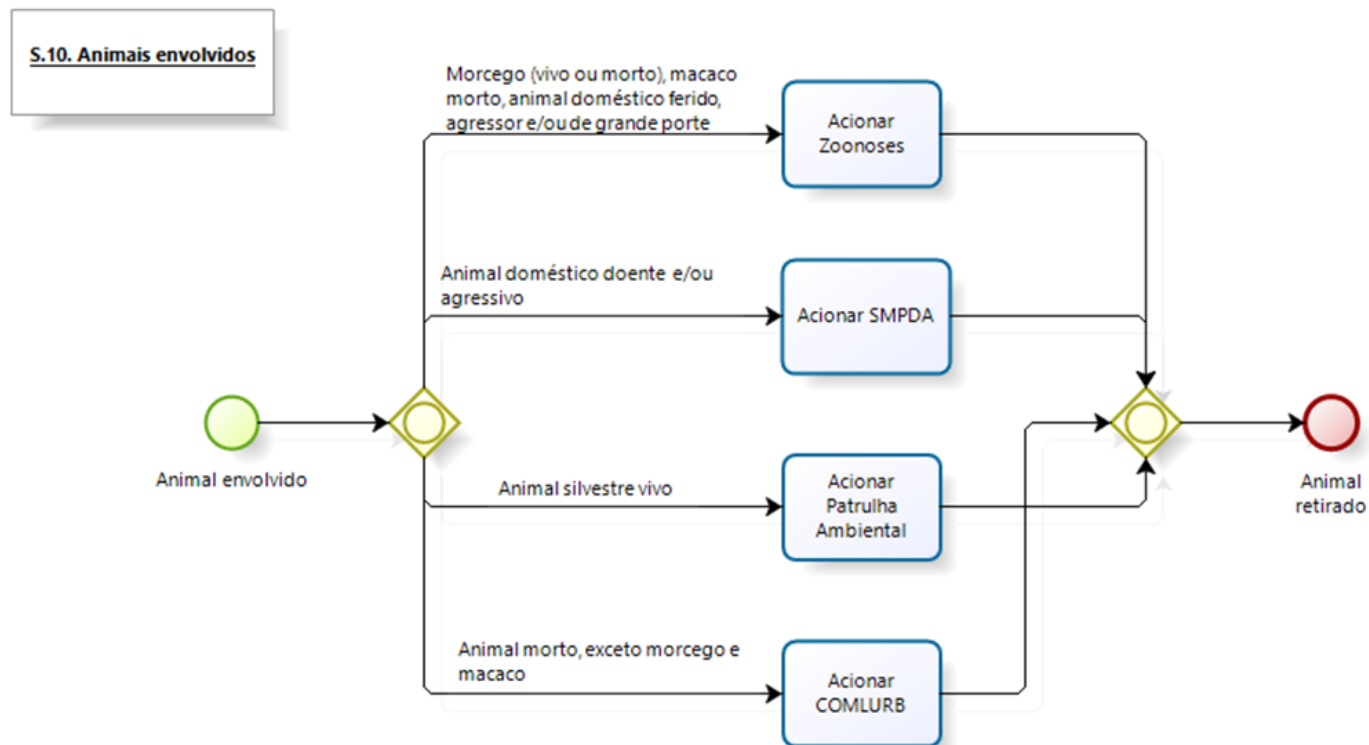 S.10. Animais envolvidos
Morcego (vivo ou morto), macaco
morto, animal doméstico ferido,
agressor e/ou de grande porte
Acionar
Zoonoses
Animal doméstico doente e/ou
agressivo
Acionar SMPDA
Animal envolvido
Animal silvestre vivo
Acionar
Patrulha
Ambiental
Animal
retirado
Animal morto, exceto morcego e
macaco
Acionar
COMLURB